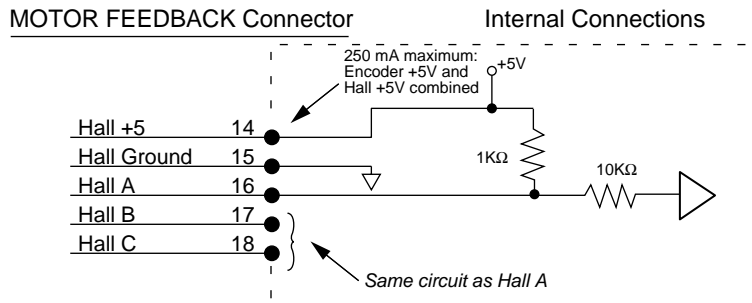 MOTOR FEEDBACK Connector
Internal Connections
250 mA maximum:
Encoder +5V and
Hall +5V combined
+5V
Hall +5 14
Hall Ground 15
Hall A 16
Hall B 17
Hall C 18
1KΩ
10KΩ
Same circuit as Hall A